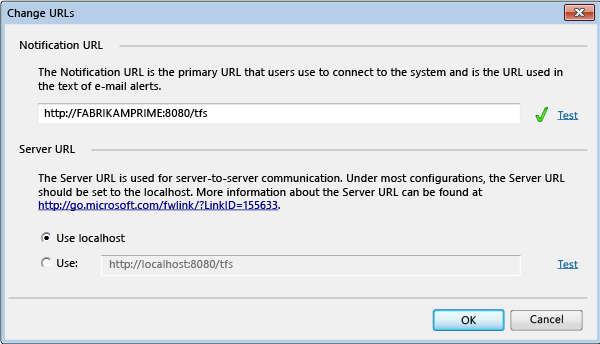 Change URLs
Notification URL
The Notification URL is the primary URL that users use to connect to the system and is the URL used in
the text of e-mail alerts.
http://FABRIKAMPRIME:8080/tfs
Test
Server URL
The Server URL is used for server-to-server communication. Under most configurations, the Server URL
should be set to the localhost. More information about the Server URL can be found at
http://go.microsoft.com/fwlink/?LinkID=155633.
Use localhost
Use:
http://localhost:8080/tfs
Test
OK
Cancel